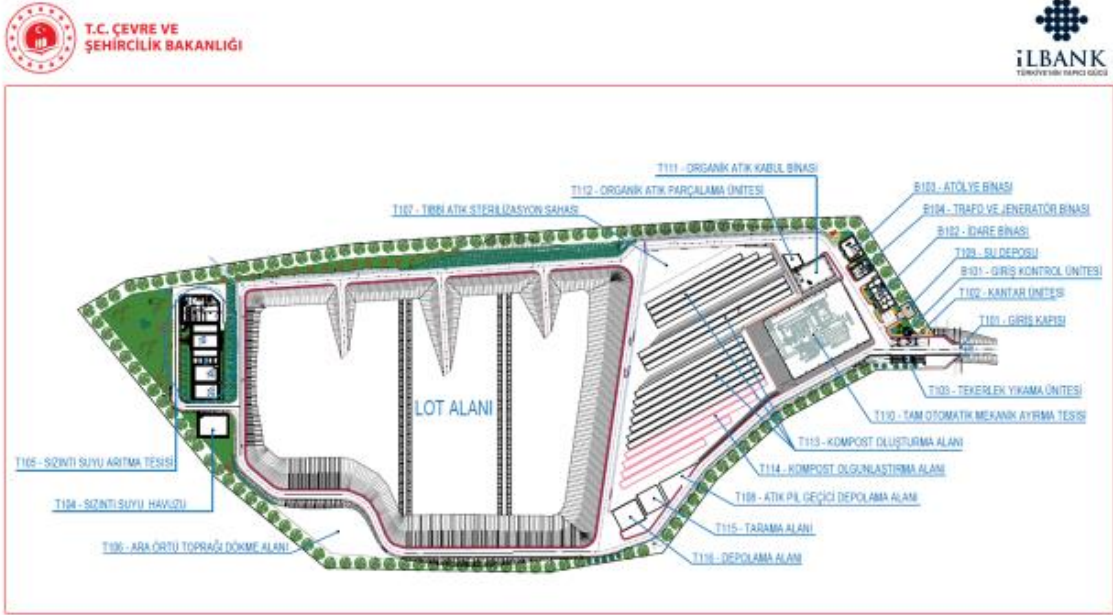 T.C. ÇEVRE VE
ŞEHİRCİLİK BAKANLIĞI
iLBANK
TÜRKİYE'NİN YAPICI GÜCÜ
T111 - ORGANİK ATIK KABUL BİNASI
T112 - ORGANİK ATIK PARÇALAMA ÜNİTESİ
T107 - TIBBİ ATIK STERİLİZASYON SAHASI
B103 - ATÖLYE BİNASI
B104 - TRAFO VE JENERATÖR BİNASI
B102 - İDARE BİNASI
T109 - SU DEPOSU
B101 - GİRİŞ KONTROL ÜNİTESİ
T102 - KANTAR ÜNİTESİ
T101 - GİRİŞ KAPISI
T103 - TEKERLEK YIKAMA ÜNİTESİ
T110 - TAM OTOMATİK MEKANİK AYIRMA TESİSİ
LOT ALANI
T113 - KOMPOST OLUŞTURMA ALANI
T114 - KOMPOST OLGUNLAŞTIRMA ALANI
T105 - SIZINTI SUYU ARITMA TESİSİ
T108 - ATIK PİL GEÇİCİ DEPOLAMA ALANI
T104 - SIZINTI SUYU HAVUZU
T115 - TARAMA ALANI
T106 - ARA ÖRTÜ TOPRAĞI DÖKME ALANI
T116 - DEPOLAMA ALANI